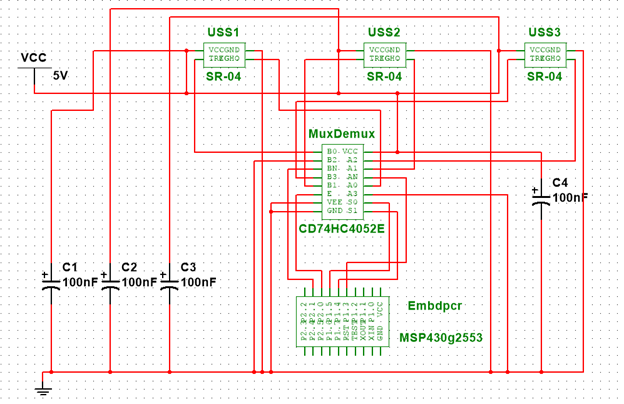 USS1
USS2
USS3
VCC
VCCGND
VCCGND
VCCGND
TREGHO
TREGHO
TREGHO
5V
SR-04
SR-04
SR-04
MuxDemux
B0 VCC
B2 A2
BN A1
B3 AN
B1 A0
E A3
VEE S0
GND S1
CD74HC4052E
C4
100nF
C1
100nF
C2
100nF
C3
100nF
Embdpcr
MSP430g2553